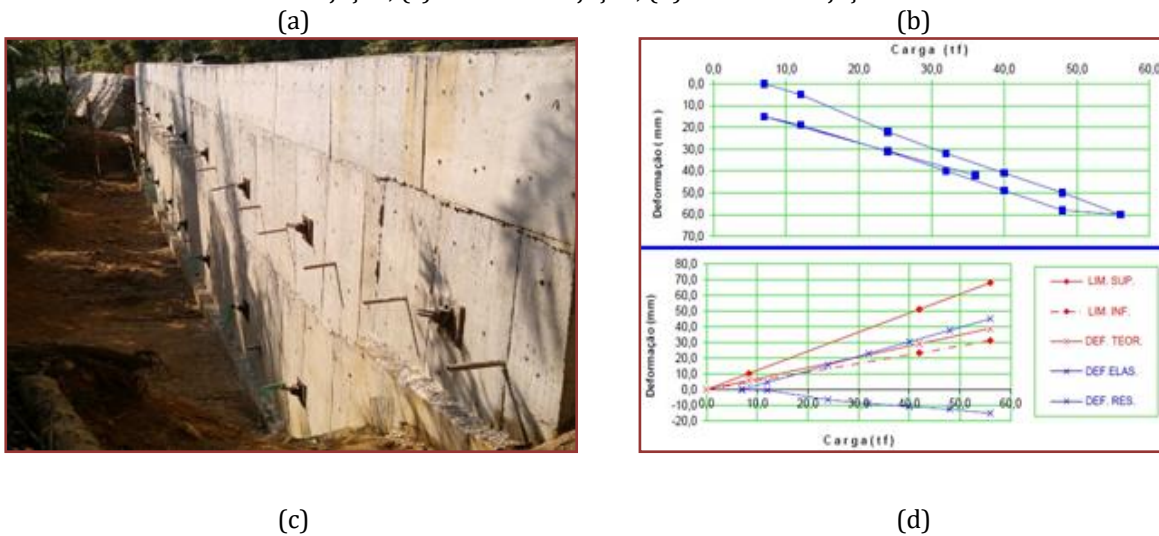 (a)
(b)
Carga (tf)
0,0 10,0 20,0 30,0 40,0 50,0 60,0
0,0
10,0
20,0
30,0
40,0
50,0
60,0
70,0
Deformação (mm)
80,0
70,0
60,0
50,0
40,0
30,0
20,0
10,0
0,0
-10,0
-20,0
Deformação (mm)
0,0 10,0 20,0 30,0 40,0 50,0 60,0
Carga(tf)
LIM. SUP.
LIM. INF.
DEF. TEOR.
DEF ELAS.
DEF. RES.
(c)
(d)